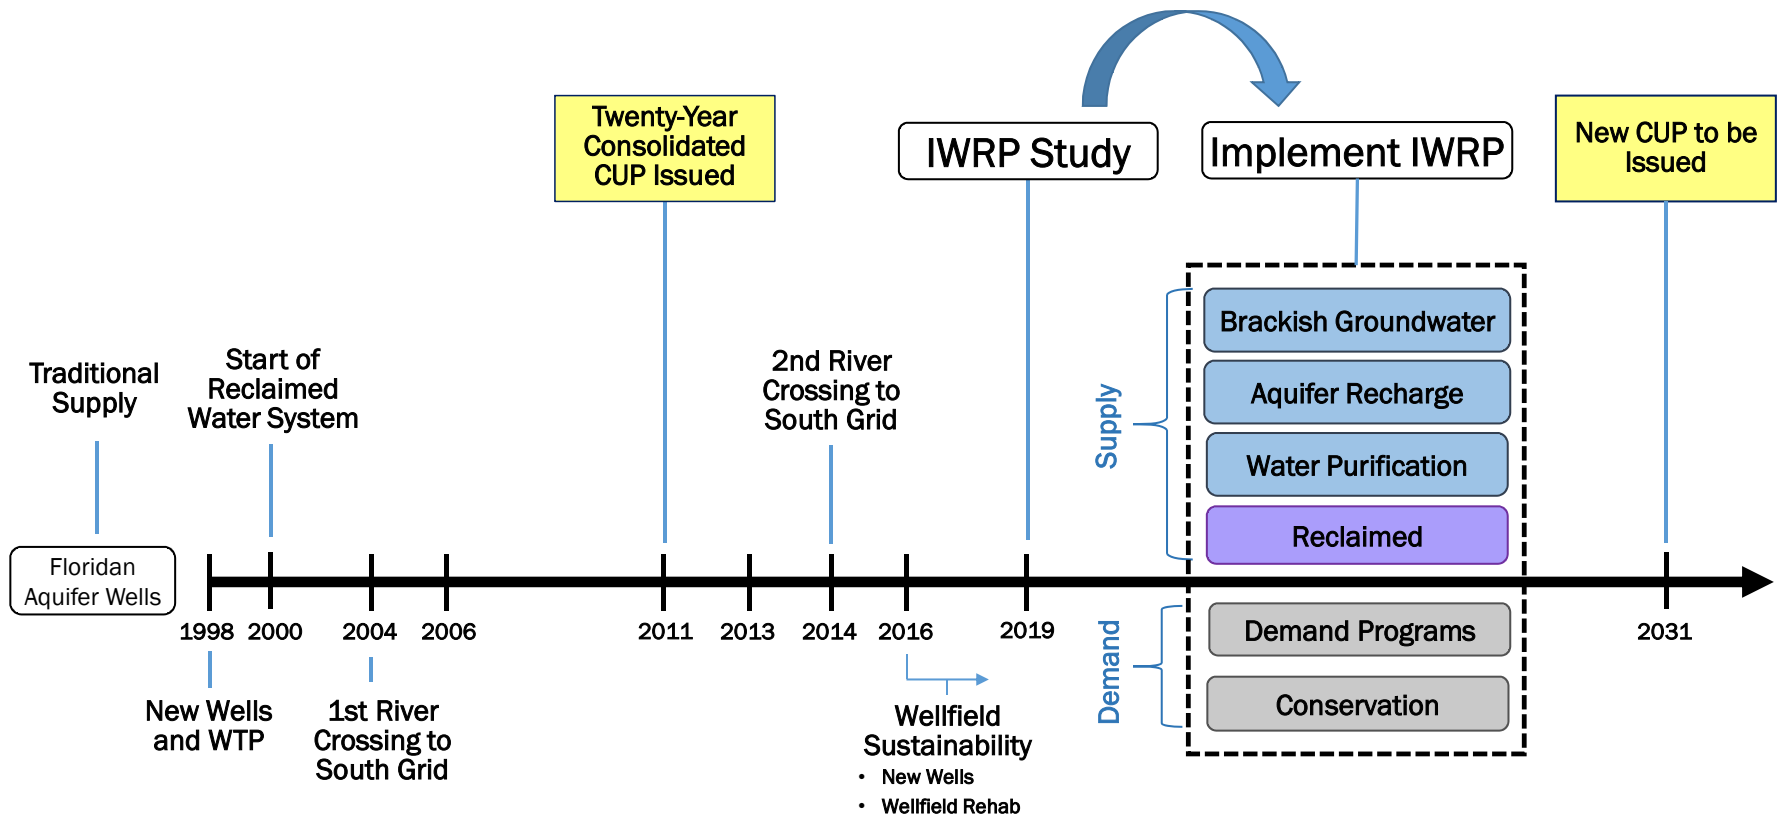 Twenty-Year
Consolidated
CUP Issued
IWRP Study
Implement IWRP
New CUP to be
Issued
Traditional
Supply
Start of
Reclaimed
Water System
2nd River
Crossing to
South Grid
Supply
Brackish Groundwater
Aquifer Recharge
Water Purification
Reclaimed
Floridan
Aquifer Wells
1998
2000
2004
2006
2011
2013
2014
2016
2019
2031
Demand
Demand Programs
Conservation
New Wells
and WTP
1st River
Crossing to
South Grid
Wellfield
Sustainability
• New Wells
• Wellfield Rehab